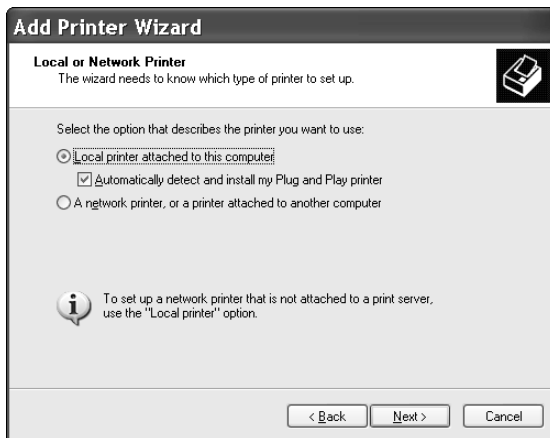 Add Printer Wizard
Local or Network Printer
The wizard needs to know which type of printer to set up.
Select the option that describes the printer you want to use:
Local printer attached to this computer
Automatically detect and install my Plug and Play printer
A network printer, or a printer attached to another computer
To set up a network printer that is not attached to a print server,
use the "Local printer" option.
< Back
Next >
Cancel